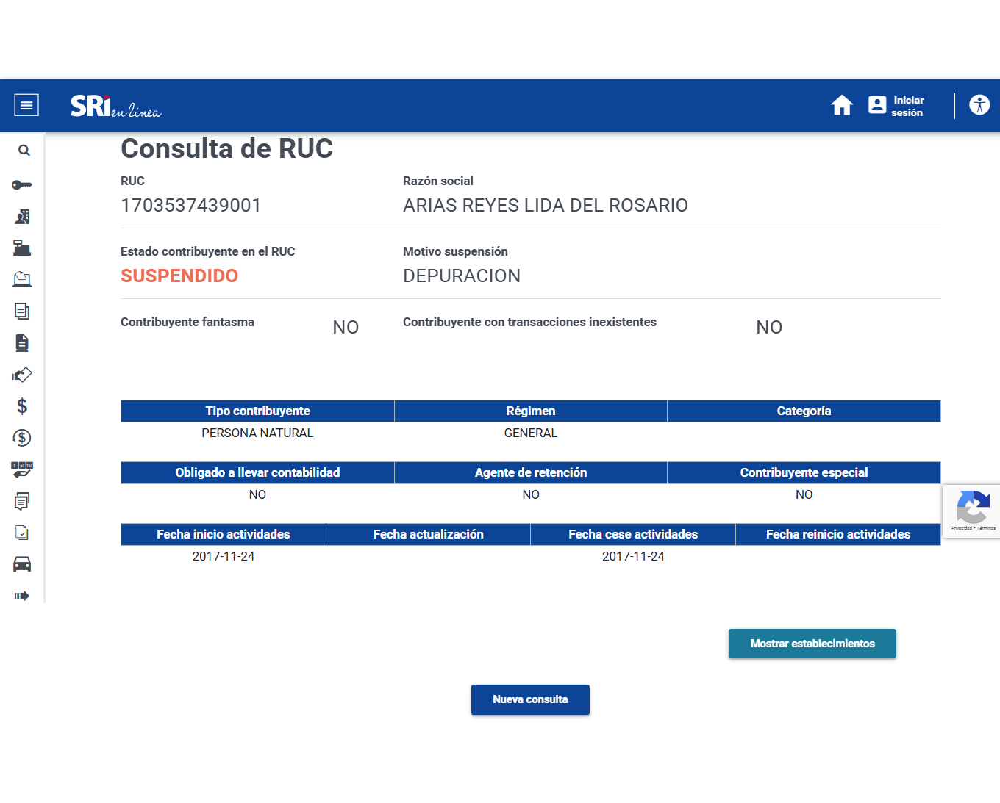 SRi en línea
Iniciar sesión
Consulta de RUC
RUC Razón social
1703537439001 ARIAS REYES LIDA DEL ROSARIO
Estado contribuyente en el RUC Motivo suspensión
SUSPENDIDO DEPURACION
Contribuyente fantasma NO Contribuyente con transacciones inexistentes NO
Tipo contribuyente Régimen Categoría
PERSONA NATURAL GENERAL
Obligado a llevar contabilidad Agente de retención Contribuyente especial
NO NO NO
Privacidad • Términos
Fecha inicio actividades Fecha actualización Fecha cese actividades Fecha reinicio actividades
2017-11-24 2017-11-24
Mostrar establecimientos
Nueva consulta